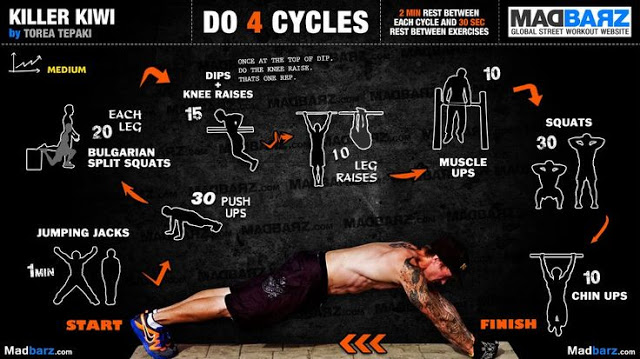 KILLER KIWI
by TOREA TEPAKI
DO 4 CYCLES
2 MIN REST BETWEEN
EACH CYCLE AND 30 SEC
REST BETWEEN EXERCISES
MADBARZ
GLOBAL STREET WORKOUT WEBSITE
MEDIUM
START
JUMPING JACKS
1MIN
30 PUSH
UPS
EACH
LEG
20
BULGARIAN
SPLIT SQUATS
DIPS
+
KNEE RAISES
15
ONCE AT THE TOP OF DIP,
DO THE KNEE RAISE.
THATS ONE REP.
10
LEG
RAISES
10
MUSCLE
UPS
SQUATS
30
10
CHIN UPS
FINISH
Madbarz.com
Madbarz.com